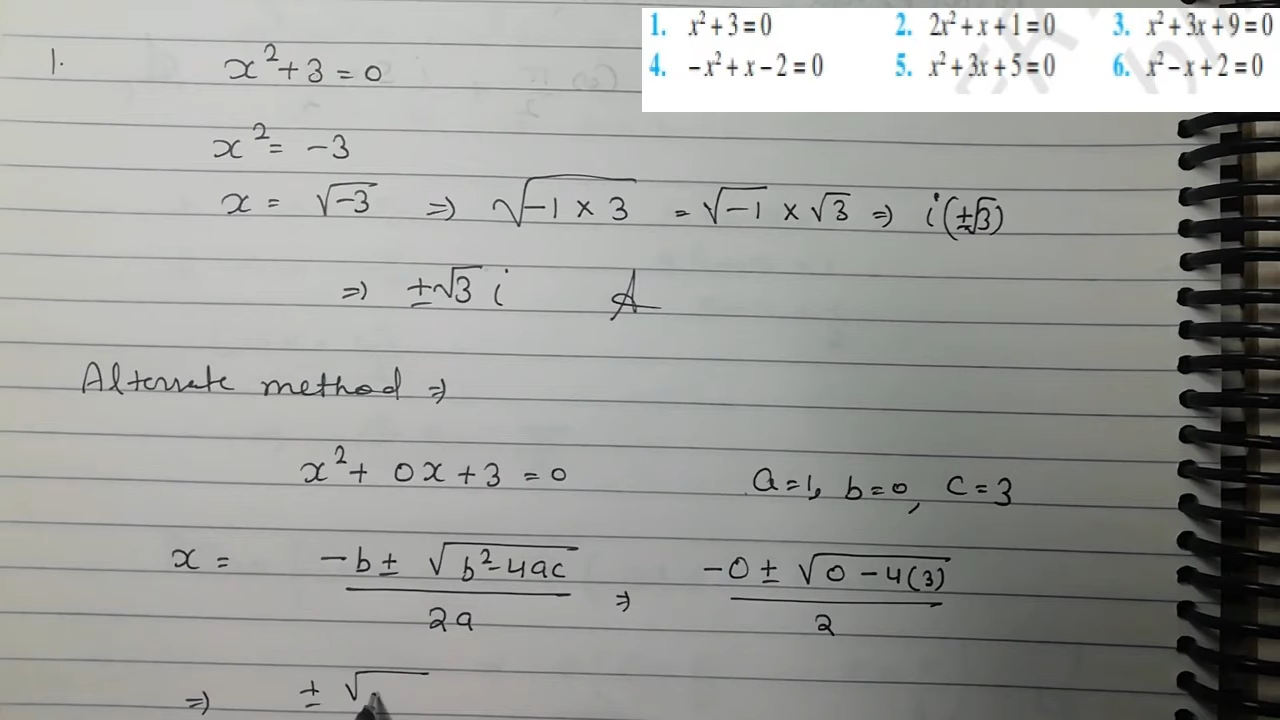 1. x²+3=0 2. 2x²+x+1=0 3. x²+3x+9=0
4. -x²+x-2=0 5. x²+3x+5=0 6. x²-x+2=0
1. x²+3=0
x² = -3
x = √-3 ⇒ √-1×3 = √-1 × √3 ⇒ i(±√3)
⇒ ±√3 i A
Alternate method ⇒
x²+ 0x+3 =0 a=1, b=0, c=3
x = (-b ± √b²-4ac)/2a ⇒ (-0 ± √0-4(3))/2
⇒ ± √